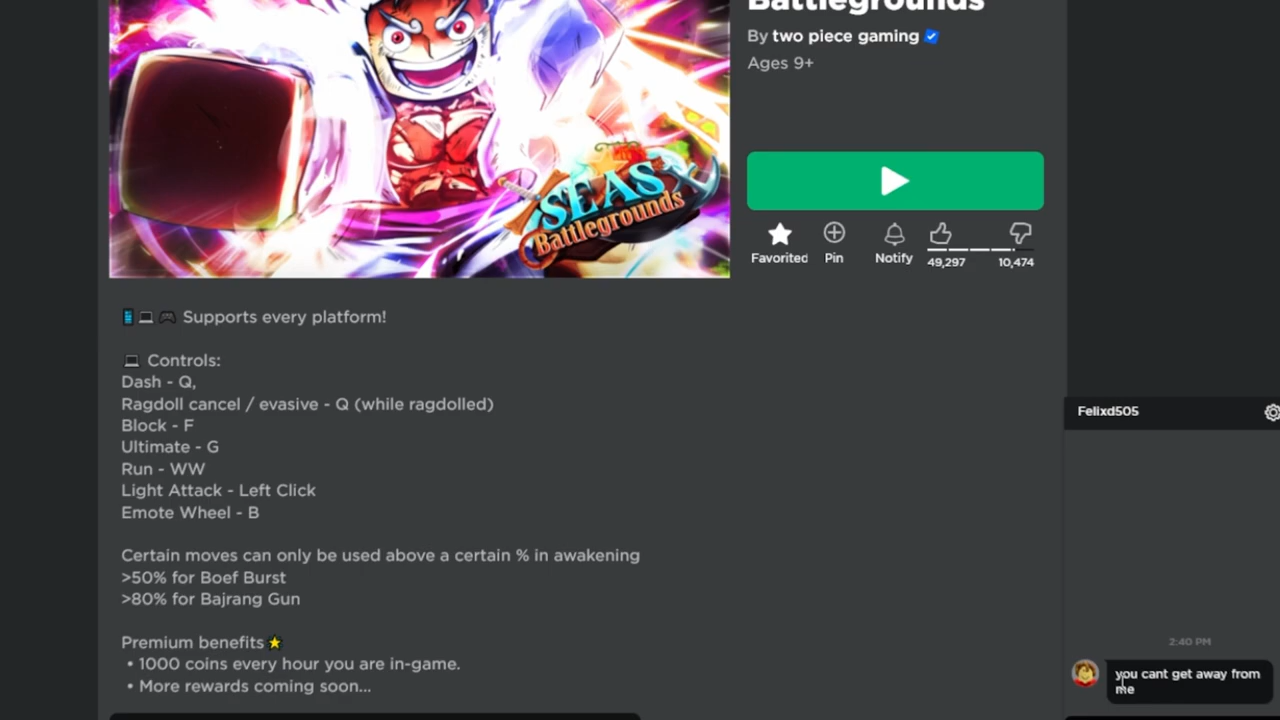 Battlegrounds
By two piece gaming
Ages 9+
SEAS
Battlegrounds
Favorited Pin Notify 49,297 10,474
Supports every platform!
Controls:
Dash - Q,
Ragdoll cancel / evasive - Q (while ragdolled)
Block - F
Ultimate - G
Run - WW
Light Attack - Left Click
Emote Wheel - B
Certain moves can only be used above a certain % in awakening
>50% for Boef Burst
>80% for Bajrang Gun
Premium benefits
• 1000 coins every hour you are in-game.
• More rewards coming soon...
Felixd505
2:40 PM
you cant get away from
me